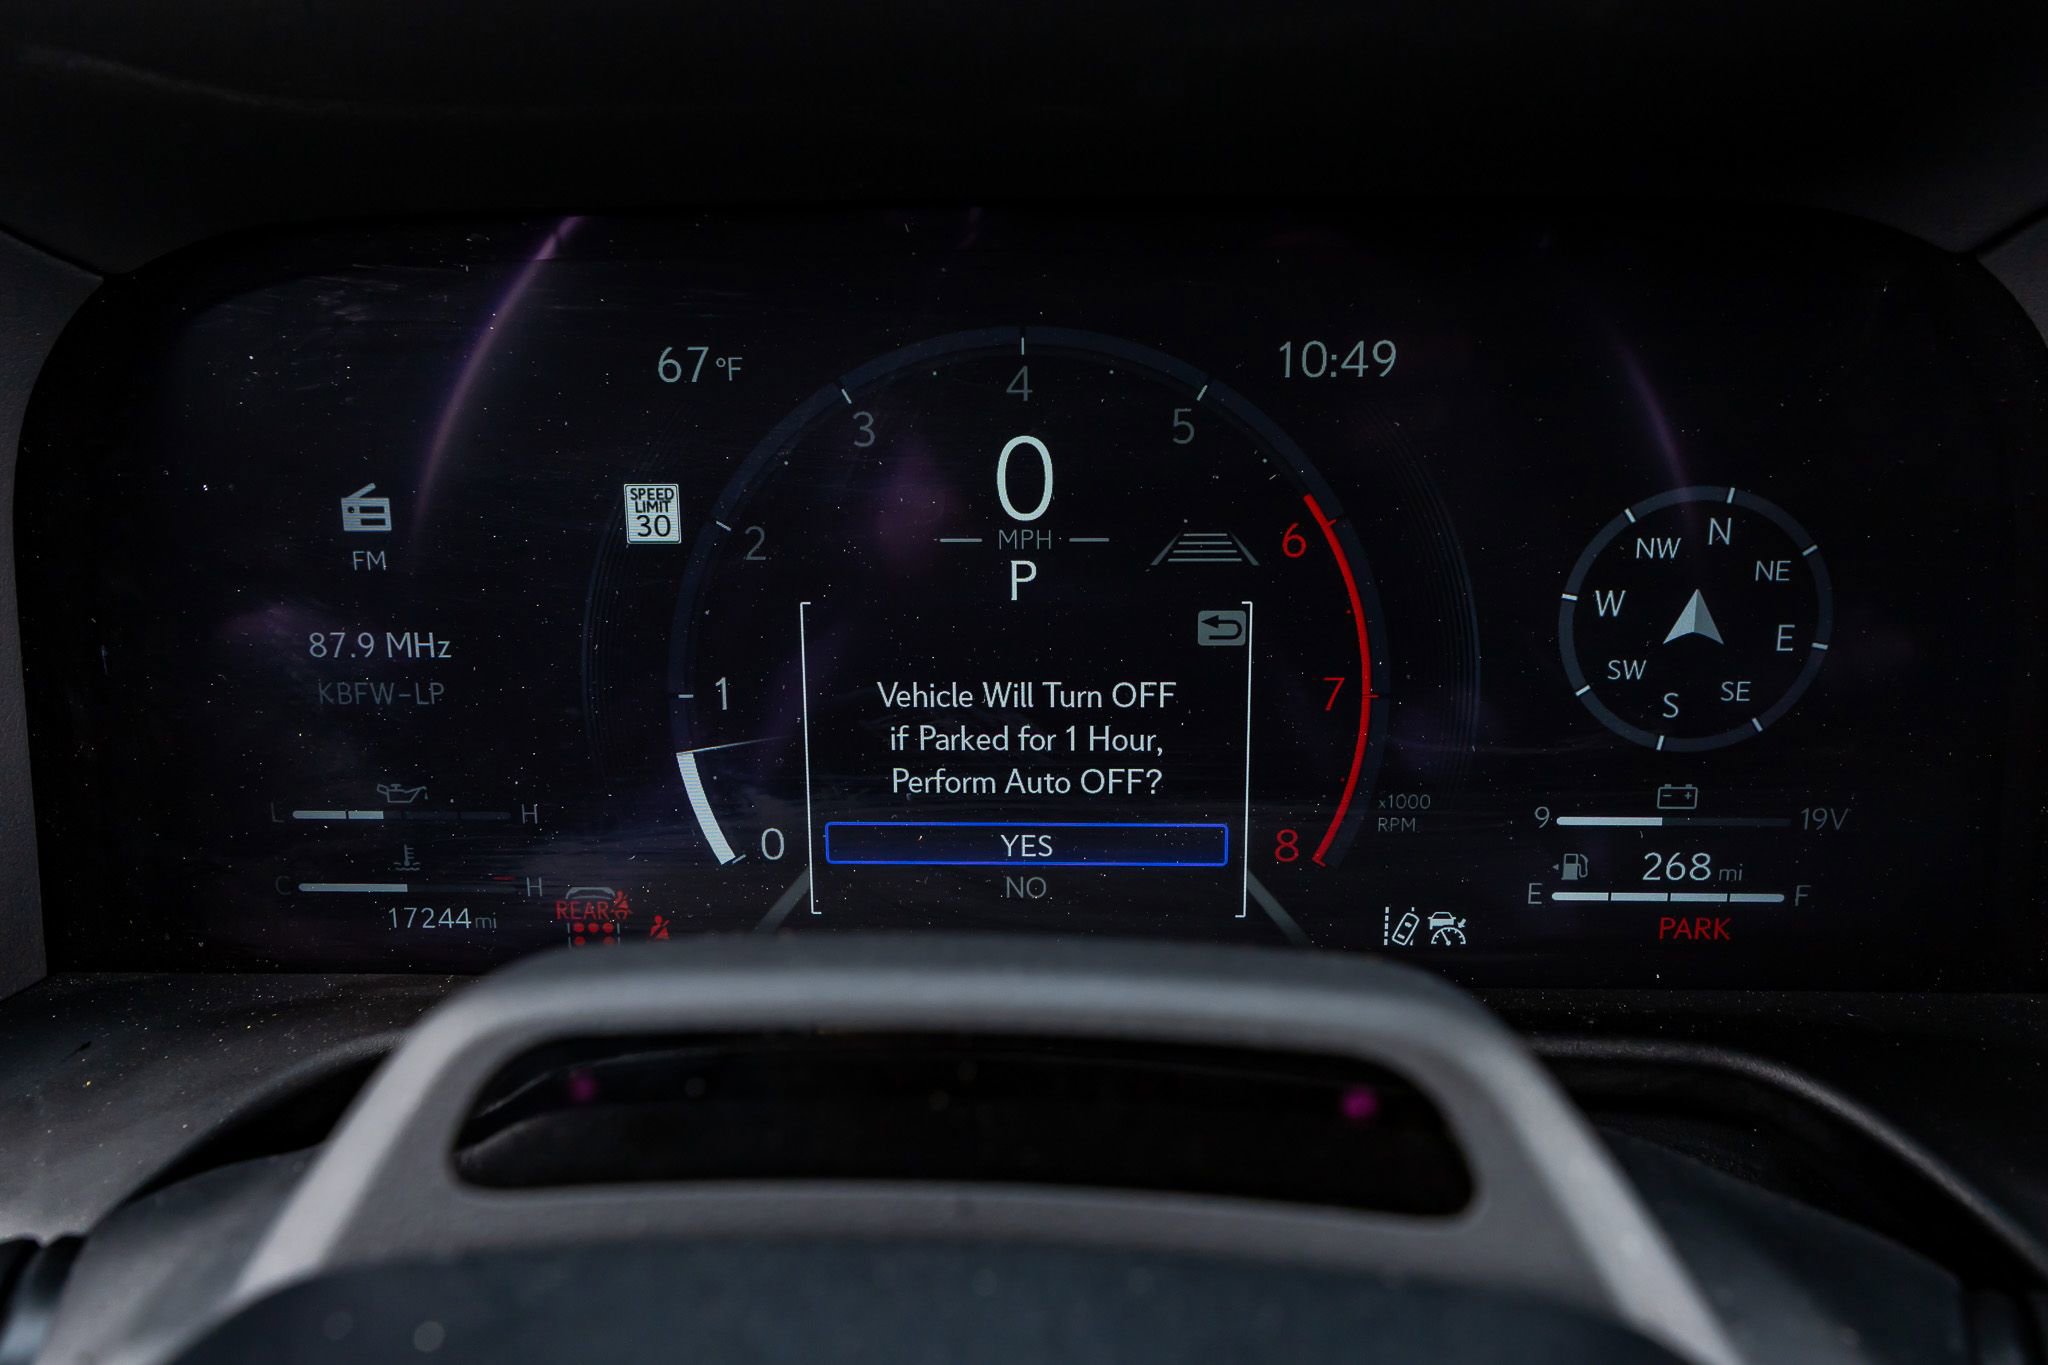 67 °F
10:49
FM
87.9 MHz
KBFW-LP
SPEED
LIMIT
30
0
MPH
P
0
1
2
3
4
5
6
7
8
x1000
RPM
Vehicle Will Turn OFF
if Parked for 1 Hour,
Perform Auto OFF?
YES
NO
N
NE
E
SE
S
SW
W
NW
L H
C H
17244 mi
REAR
9 19V
268 mi
E F
PARK